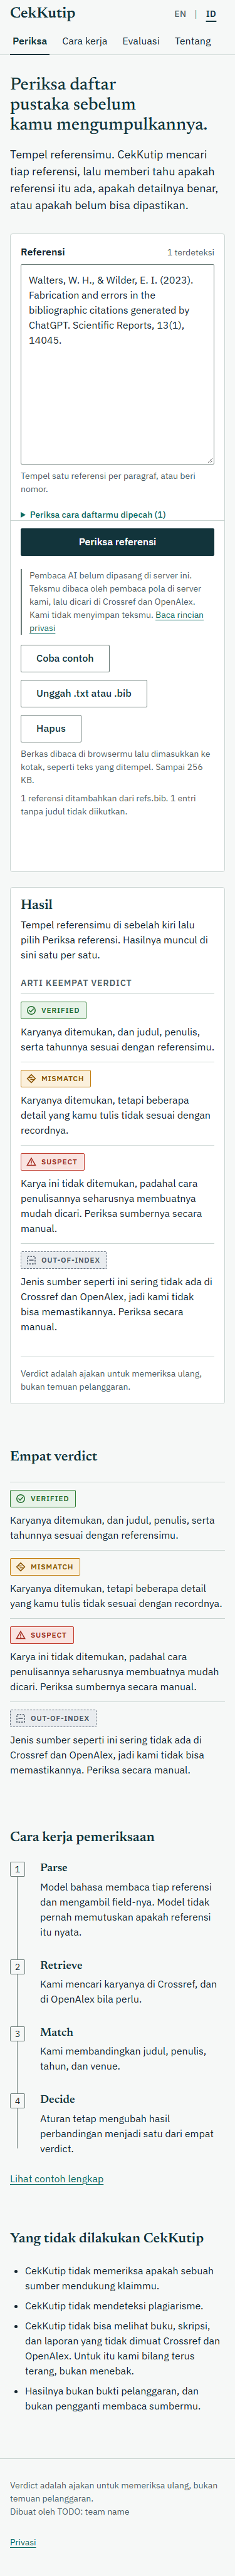 CekKutip
EN | ID
Periksa Cara kerja Evaluasi Tentang
Periksa daftar
pustaka sebelum
kamu mengumpulkannya.
Tempel referensimu. CekKutip mencari
tiap referensi, lalu memberi tahu apakah
referensi itu ada, apakah detailnya benar,
atau apakah belum bisa dipastikan.
Referensi 1 terdeteksi
Walters, W. H., & Wilder, E. I. (2023).
Fabrication and errors in the
bibliographic citations generated by
ChatGPT. Scientific Reports, 13(1),
14045.
Tempel satu referensi per paragraf, atau beri
nomor.
Periksa cara daftarmu dipecah (1)
Periksa referensi
Pembaca AI belum dipasang di server ini.
Teksmu dibaca oleh pembaca pola di server
kami, lalu dicari di Crossref dan OpenAlex.
Kami tidak menyimpan teksmu. Baca rincian
privasi
Coba contoh
Unggah .txt atau .bib
Hapus
Berkas dibaca di browsermu lalu dimasukkan ke
kotak, seperti teks yang ditempel. Sampai 256
KB.
1 referensi ditambahkan dari refs.bib. 1 entri
tanpa judul tidak diikutkan.
Hasil
Tempel referensimu di sebelah kiri lalu
pilih Periksa referensi. Hasilnya muncul di
sini satu per satu.
ARTI KEEMPAT VERDICT
VERIFIED
Karyanya ditemukan, dan judul, penulis,
serta tahunnya sesuai dengan referensimu.
MISMATCH
Karyanya ditemukan, tetapi beberapa
detail yang kamu tulis tidak sesuai dengan
recordnya.
SUSPECT
Karya ini tidak ditemukan, padahal cara
penulisannya seharusnya membuatnya
mudah dicari. Periksa sumbernya secara
manual.
OUT-OF-INDEX
Jenis sumber seperti ini sering tidak ada di
Crossref dan OpenAlex, jadi kami tidak
bisa memastikannya. Periksa secara
manual.
Verdict adalah ajakan untuk memeriksa ulang,
bukan temuan pelanggaran.
Empat verdict
VERIFIED
Karyanya ditemukan, dan judul, penulis, serta
tahunnya sesuai dengan referensimu.
MISMATCH
Karyanya ditemukan, tetapi beberapa detail
yang kamu tulis tidak sesuai dengan recordnya.
SUSPECT
Karya ini tidak ditemukan, padahal cara
penulisannya seharusnya membuatnya mudah
dicari. Periksa sumbernya secara manual.
OUT-OF-INDEX
Jenis sumber seperti ini sering tidak ada di
Crossref dan OpenAlex, jadi kami tidak bisa
memastikannya. Periksa secara manual.
Cara kerja pemeriksaan
1 Parse
Model bahasa membaca tiap referensi
dan mengambil field-nya. Model tidak
pernah memutuskan apakah referensi
itu nyata.
2 Retrieve
Kami mencari karyanya di Crossref, dan
di OpenAlex bila perlu.
3 Match
Kami membandingkan judul, penulis,
tahun, dan venue.
4 Decide
Aturan tetap mengubah hasil
perbandingan menjadi satu dari empat
verdict.
Lihat contoh lengkap
Yang tidak dilakukan CekKutip
• CekKutip tidak memeriksa apakah sebuah
sumber mendukung klaimmu.
• CekKutip tidak mendeteksi plagiarisme.
• CekKutip tidak bisa melihat buku, skripsi,
dan laporan yang tidak dimuat Crossref dan
OpenAlex. Untuk itu kami bilang terus
terang, bukan menebak.
• Hasilnya bukan bukti pelanggaran, dan
bukan pengganti membaca sumbermu.
Verdict adalah ajakan untuk memeriksa ulang, bukan
temuan pelanggaran.
Dibuat oleh TODO: team name
Privasi